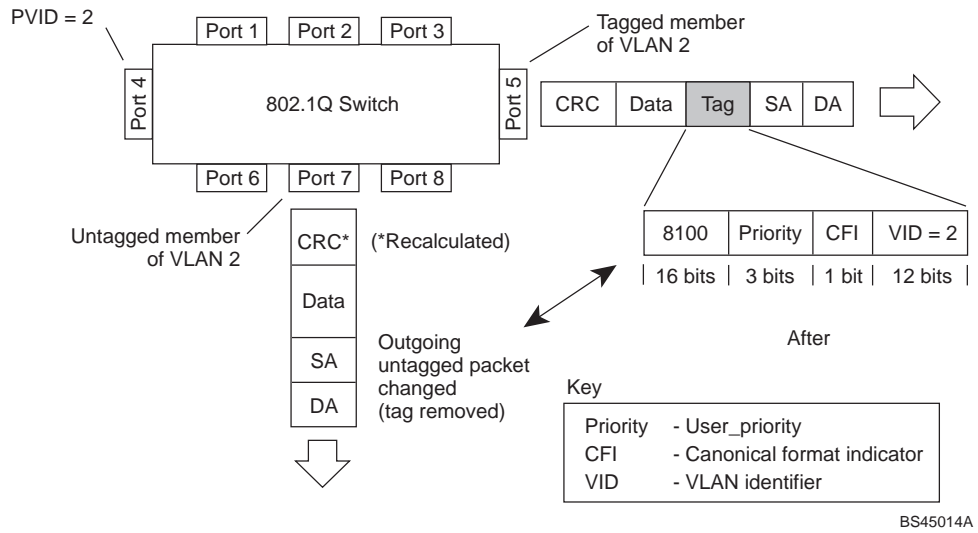 PVID = 2
Port 1
Port 2
Port 3
Tagged member
of VLAN 2
Port 4
802.1Q Switch
Port 5
CRC
Data
Tag
SA
DA
Port 6
Port 7
Port 8
Untagged member
of VLAN 2
CRC*
(*Recalculated)
Data
SA
DA
Outgoing
untagged packet
changed
(tag removed)
8100
Priority
CFI
VID = 2
16 bits
3 bits
1 bit
12 bits
After
Key
Priority - User_priority
CFI - Canonical format indicator
VID - VLAN identifier
BS45014A